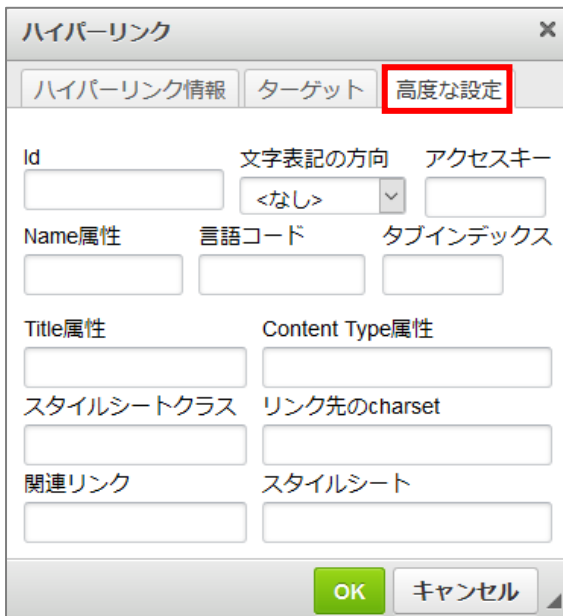 ハイパーリンク ×
ハイパーリンク情報 ターゲット 高度な設定
Id 文字表記の方向 アクセスキー
<なし>
Name属性 言語コード タブインデックス
Title属性 Content Type属性
スタイルシートクラス リンク先のcharset
関連リンク スタイルシート
OK キャンセル